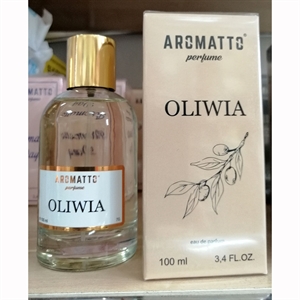 AROMATTO
perfume
OLIWIA
AROMATTO
perfume
OLIWIA
eau de parfum
100 ml 3,4 FL.OZ.